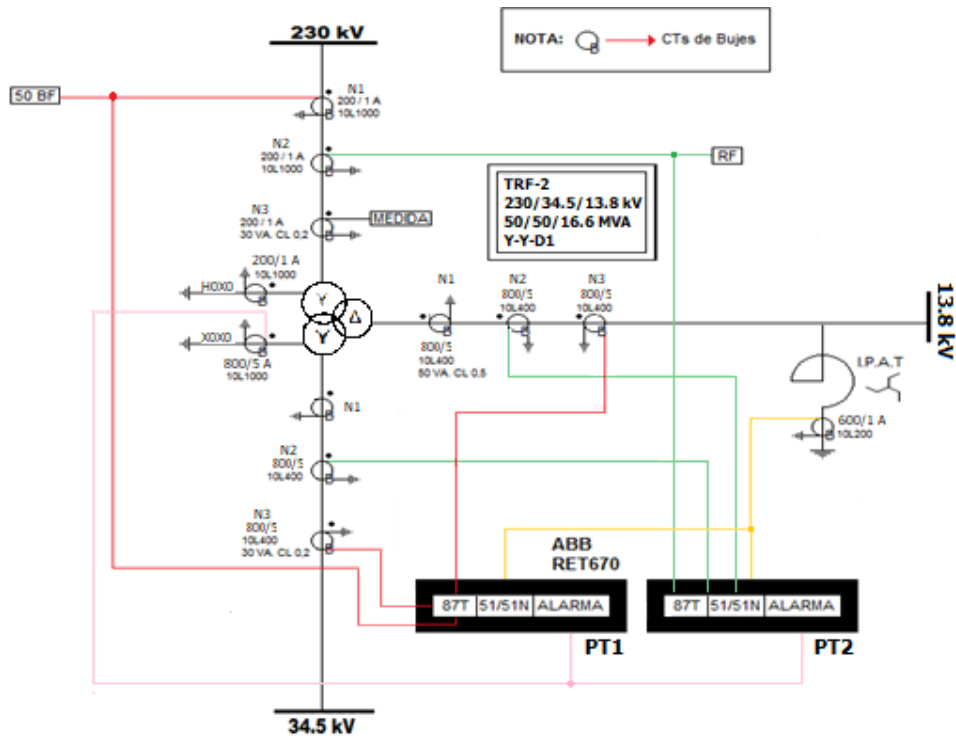 230 kV
NOTA: CTs de Bujes
50 BF
N1
200 / 1 A
10L1000
N2
200 / 1 A
10L1000
RF
N3
200 / 1 A
30 VA. CL 0,2
MEDIDA
TRF-2
230/34.5/13.8 kV
50/50/16.6 MVA
Y-Y-D1
200/1 A
10L1000
H0X0
Y
Δ
Y
X0X0
800/5 A
10L1000
N1
800/5
10L400
50 VA. CL 0.5
N2
800/5
10L400
N3
800/5
10L400
13.8 kV
I.P.A.T
600/1 A
10L200
N1
N2
800/5
10L400
N3
800/5
10L400
30 VA. CL 0,2
ABB
RET670
87T 51/51N ALARMA
PT1
87T 51/51N ALARMA
PT2
34.5 kV